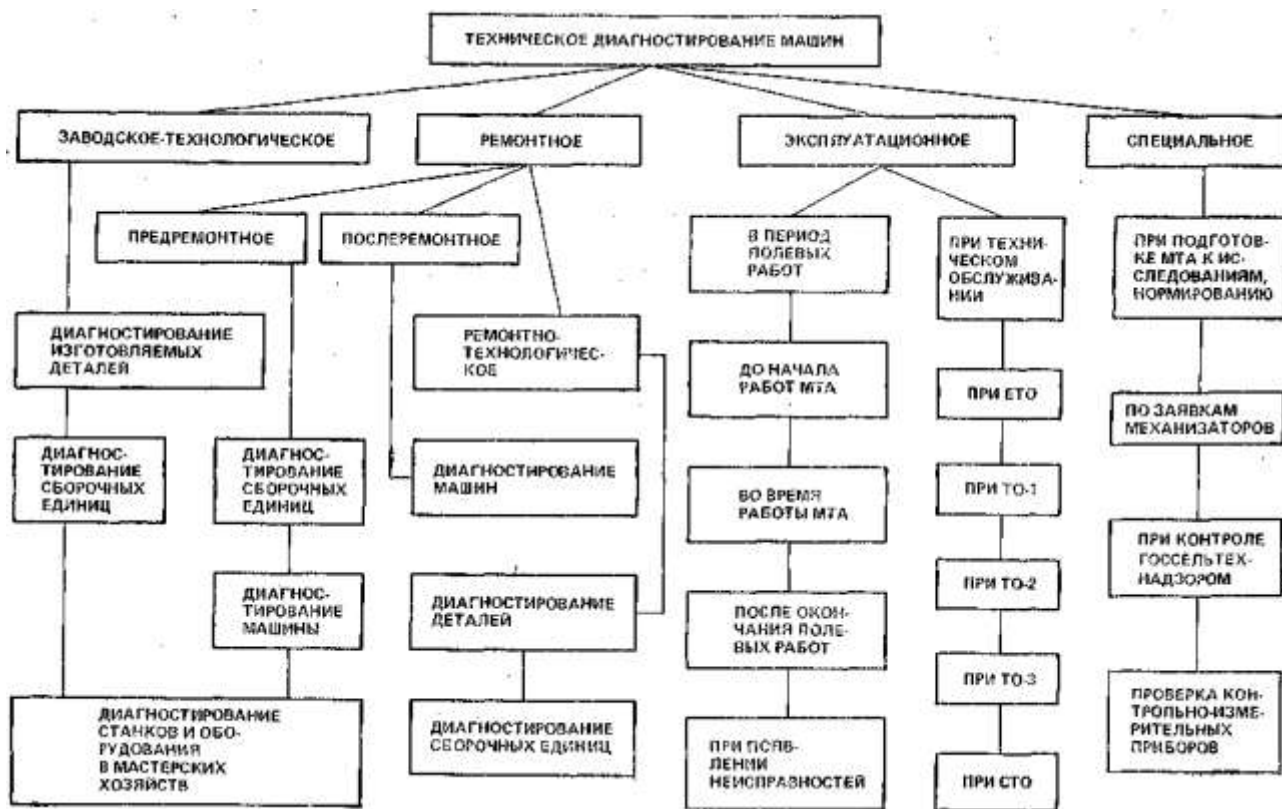 ТЕХНИЧЕСКОЕ ДИАГНОСТИРОВАНИЕ МАШИН
ЗАВОДСКОЕ-ТЕХНОЛОГИЧЕСКОЕ
РЕМОНТНОЕ
ЭКСПЛУАТАЦИОННОЕ
СПЕЦИАЛЬНОЕ
ПРЕДРЕМОНТНОЕ
ПОСЛЕРЕМОНТНОЕ
В ПЕРИОД
ПОЛЕВЫХ
РАБОТ
ПРИ ТЕХНИ-
ЧЕСКОМ
ОБСЛУЖИВА-
НИИ
ПРИ ПОДГОТОВ-
КЕ МТА К ИС-
СЛЕДОВАНИЯМ,
НОРМИРОВАНИЮ
ДИАГНОСТИРОВАНИЕ
ИЗГОТОВЛЯЕМЫХ
ДЕТАЛЕЙ
РЕМОНТНО-
ТЕХНОЛОГИЧЕС-
КОЕ
ДО НАЧАЛА
РАБОТ МТА
ПРИ ЕТО
ПО ЗАЯВКАМ
МЕХАНИЗАТОРОВ
ДИАГНОС-
ТИРОВАНИЕ
СБОРОЧНЫХ
ЕДИНИЦ
ДИАГНОС-
ТИРОВАНИЕ
СБОРОЧНЫХ
ЕДИНИЦ
ДИАГНОСТИРОВАНИЕ
МАШИН
ВО ВРЕМЯ
РАБОТЫ МТА
ПРИ ТО-1
ПРИ КОНТРОЛЕ
ГОССЕЛЬТЕХ-
НАДЗОРОМ
ДИАГНОС-
ТИРОВАНИЕ
МАШИНЫ
ДИАГНОСТИРОВАНИЕ
ДЕТАЛЕЙ
ПОСЛЕ ОКОН-
ЧАНИЯ ПОЛЕ-
ВЫХ РАБОТ
ПРИ ТО-2
ПРИ ТО-3
ДИАГНОСТИРОВАНИЕ
СТАНКОВ И ОБО-
РУДОВАНИЯ
В МАСТЕРСКИХ
ХОЗЯЙСТВ
ДИАГНОСТИРОВАНИЕ
СБОРОЧНЫХ ЕДИНИЦ
ПРИ ПОЯВ-
ЛЕНИИ
НЕИСПРАВНОСТЕЙ
ПРИ СТО
ПРОВЕРКА КОН-
ТРОЛЬНО-ИЗМЕ-
РИТЕЛЬНЫХ
ПРИБОРОВ